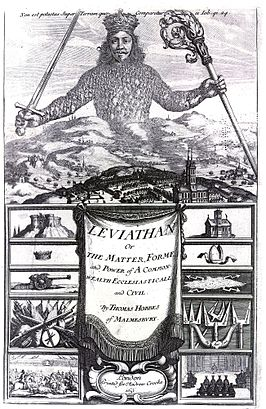 Non est potestas Super Terram quae Comparetur ei Iob. 41. 24
LEVIATHAN
Or
THE MATTER, FORME
and POWER of A COMMON-
WEALTH ECCLESIASTICALL
and CIVIL.
By THOMAS HOBBES
of MALMESBURY.
London
Printed for Andrew Crooke